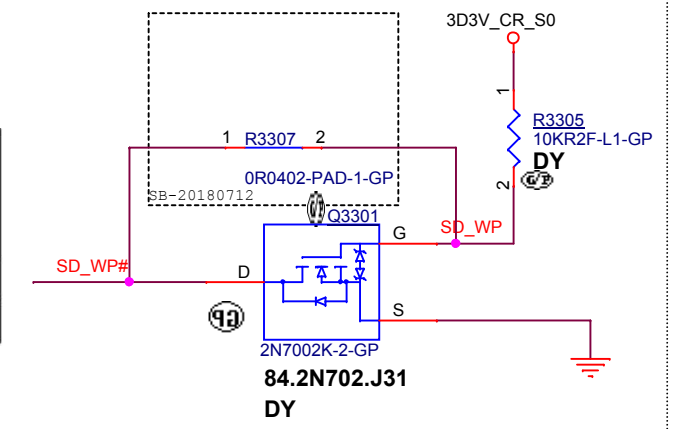 3D3V_CR_S0
1
R3305
10KR2F-L1-GP
DY
G/P
2
1 R3307 2
0R0402-PAD-1-GP
SB-20180712
G/P
Q3301
G
SD_WP
SD_WP#
D
S
GP
2N7002K-2-GP
84.2N702.J31
DY